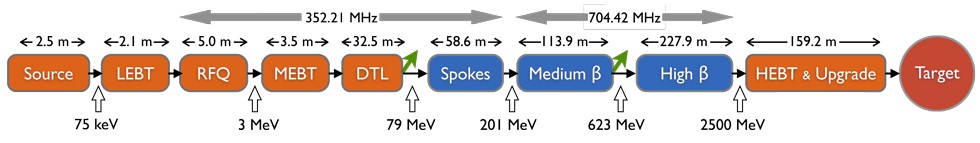 352.21 MHz 704.42 MHz
2.5 m 2.1 m 5.0 m 3.5 m 32.5 m 58.6 m 113.9 m 227.9 m 159.2 m
Source LEBT RFQ MEBT DTL Spokes Medium β High β HEBT & Upgrade Target
75 keV 3 MeV 79 MeV 201 MeV 623 MeV 2500 MeV